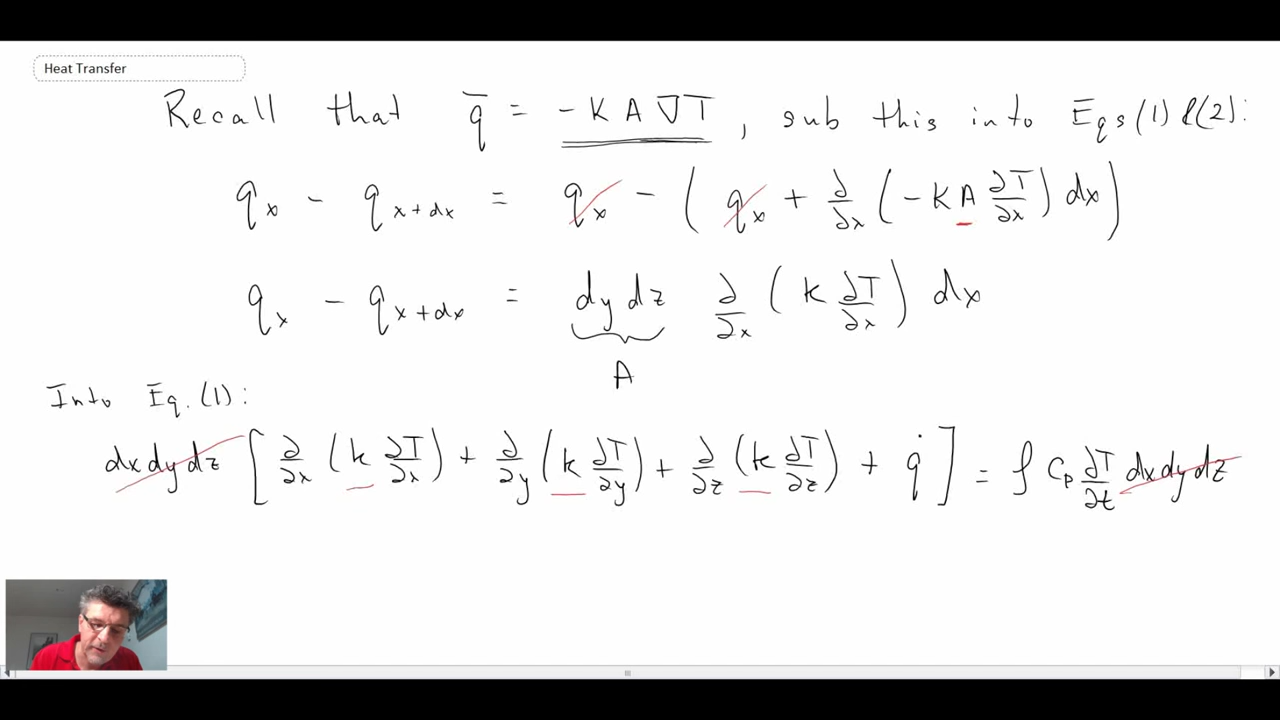 Heat Transfer
Recall that q̅ = -K A ∇T, sub this into Eqs (1) & (2):
qₓ - qₓ₊dₓ = qₓ - ( qₓ + ∂/∂x (-K A ∂T/∂x) dx )
qₓ - qₓ₊dₓ = dy dz ∂/∂x ( k ∂T/∂x ) dx
A
Into Eq. (1):
dx dy dz [ ∂/∂x ( k ∂T/∂x ) + ∂/∂y ( k ∂T/∂y ) + ∂/∂z ( k ∂T/∂z ) + q̇ ] = ρ Cp ∂T/∂t dx dy dz